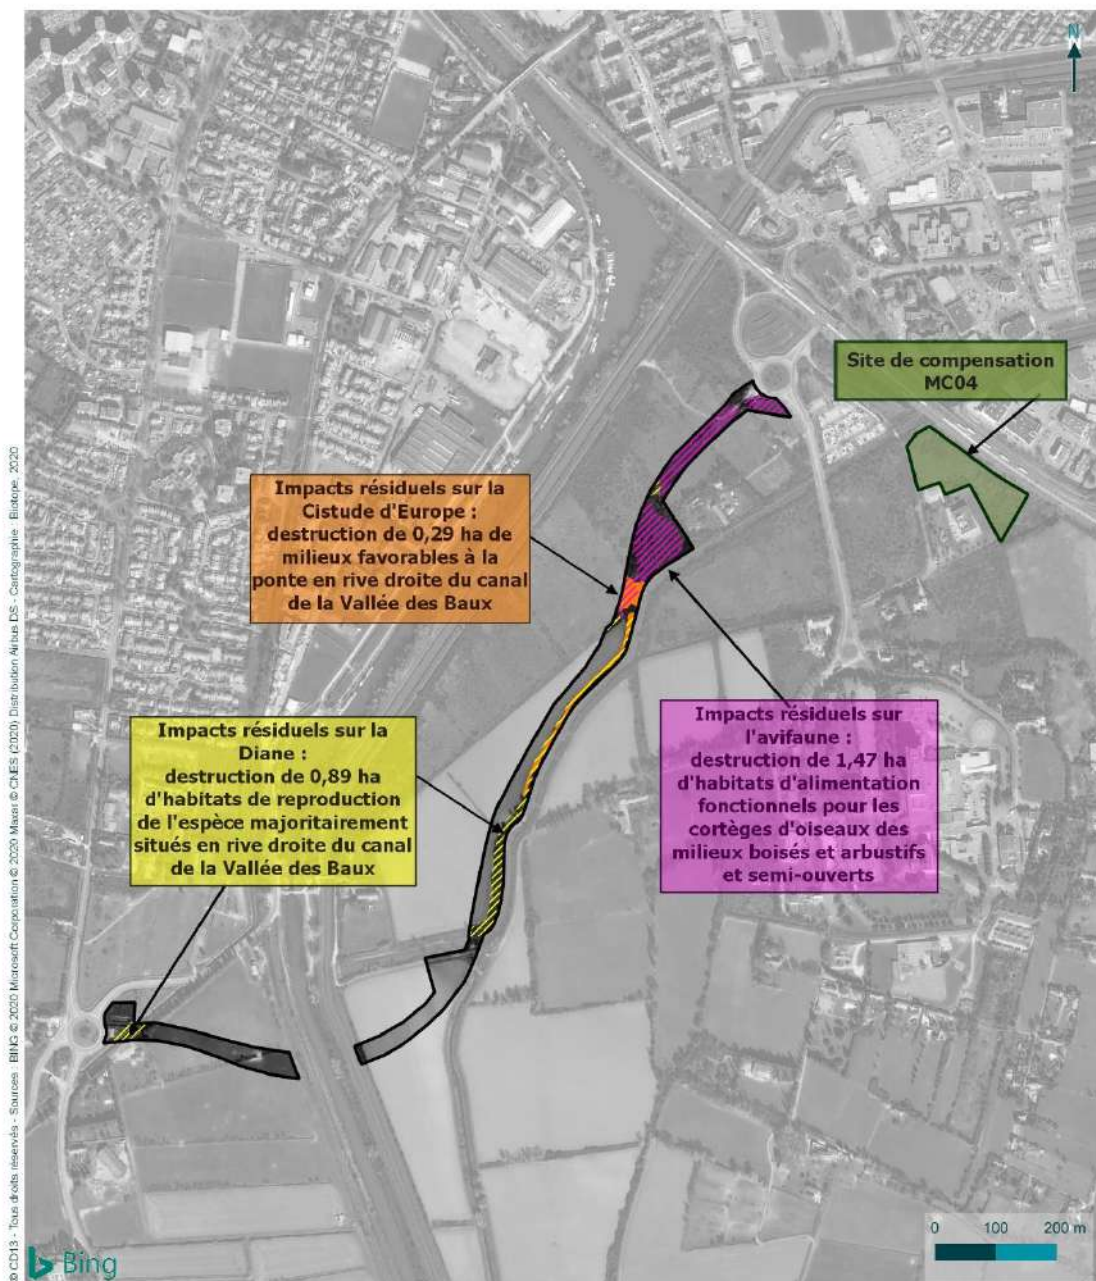 N
Site de compensation
MC04
Impacts résiduels sur la
Cistude d'Europe :
destruction de 0,29 ha de
milieux favorables à la
ponte en rive droite du canal
de la Vallée des Baux
Impacts résiduels sur la
Diane :
destruction de 0,89 ha
d'habitats de reproduction
de l'espèce majoritairement
situés en rive droite du canal
de la Vallée des Baux
Impacts résiduels sur
l'avifaune :
destruction de 1,47 ha
d'habitats d'alimentation
fonctionnels pour les
cortèges d'oiseaux des
milieux boisés et arbustifs
et semi-ouverts
© CD13 - Tous droits réservés - Sources : BING © 2020 Microsoft Corporation © 2020 Maxar © CNES (2020) Distribution Airbus DS - Cartographie : Biotope, 2020
0 100 200 m
Bing